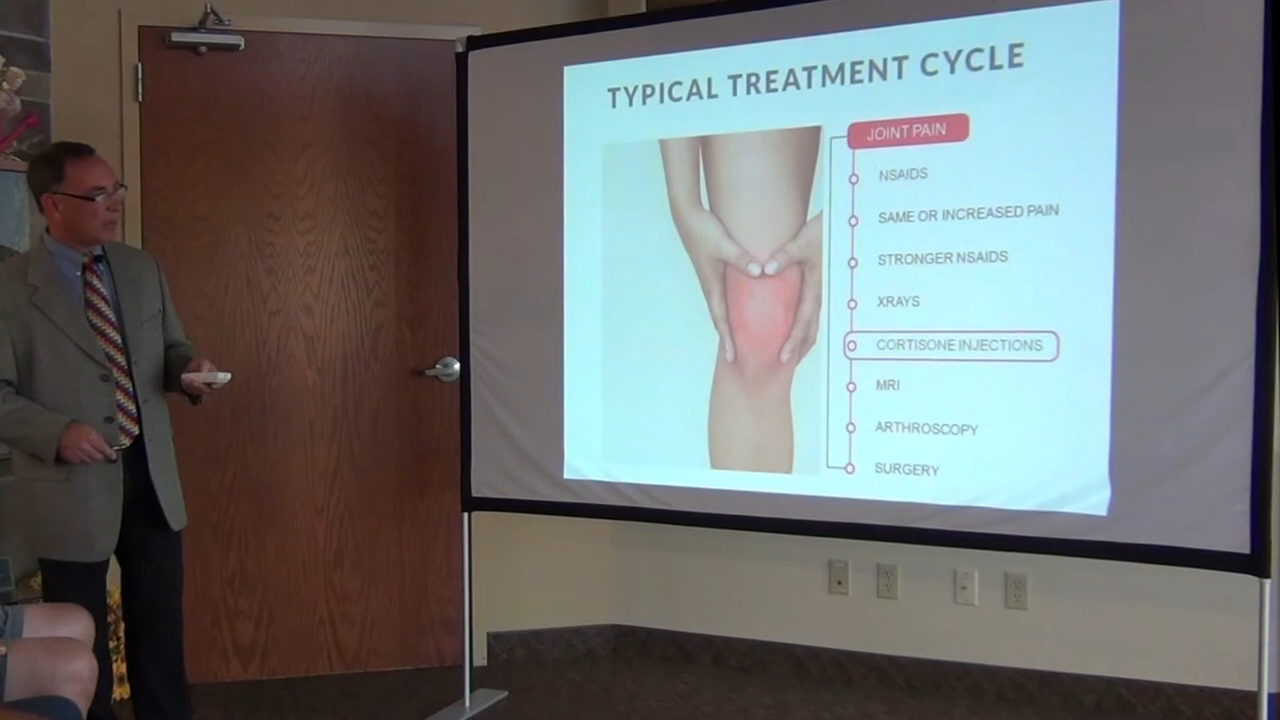 TYPICAL TREATMENT CYCLE
JOINT PAIN
NSAIDS
SAME OR INCREASED PAIN
STRONGER NSAIDS
XRAYS
CORTISONE INJECTIONS
MRI
ARTHROSCOPY
SURGERY